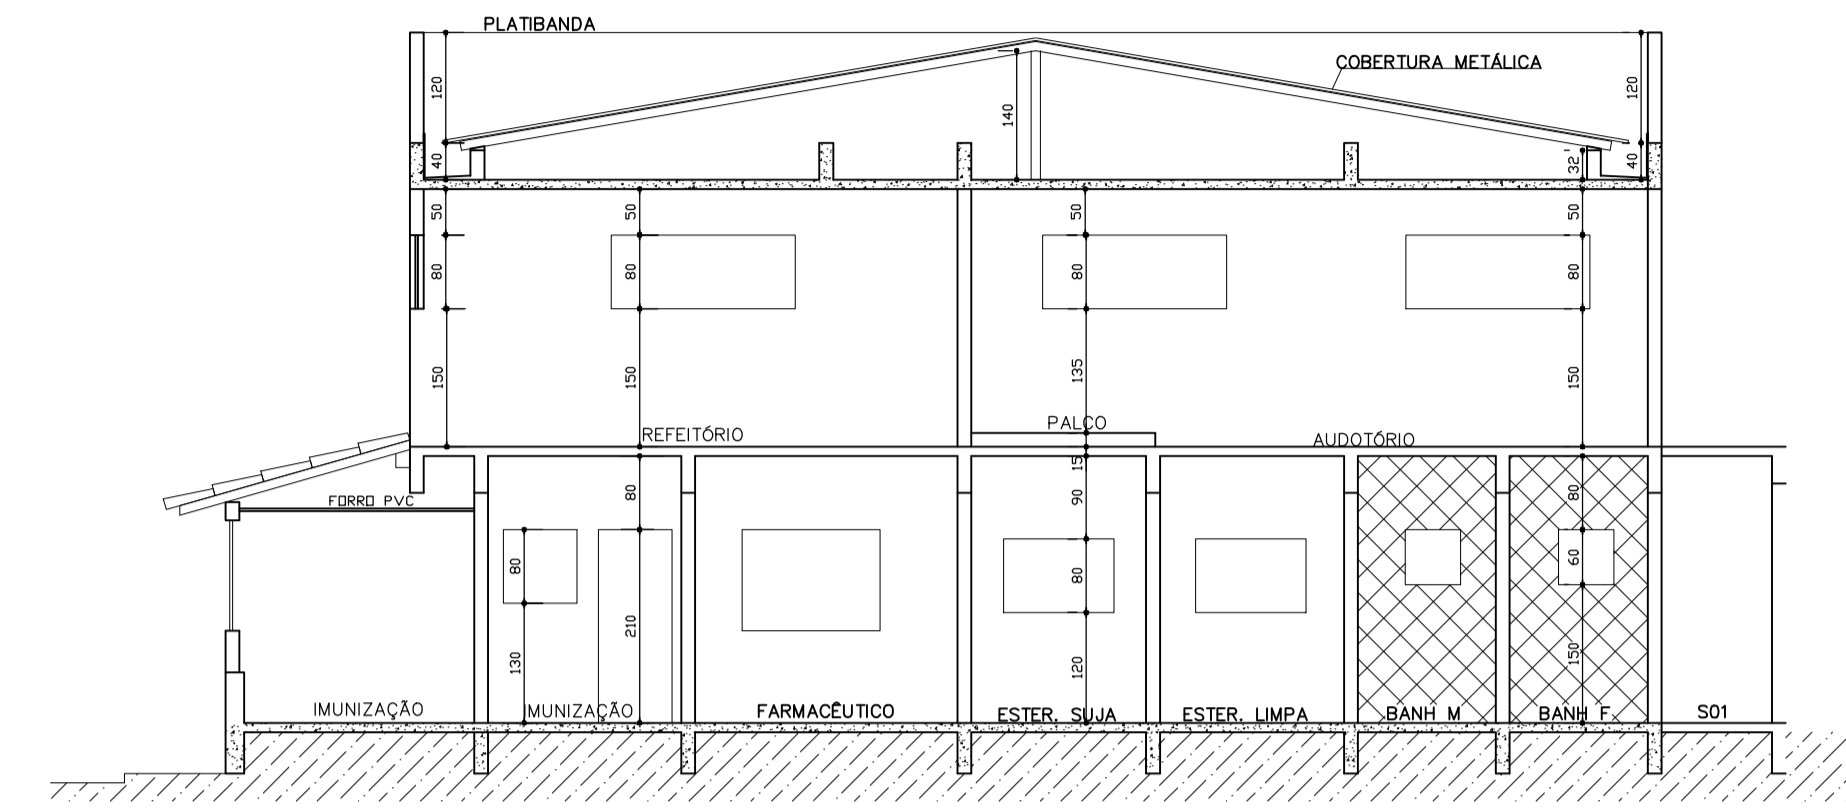 PLATIBANDA
COBERTURA METÁLICA
120
140
120
40
32
40
50
50
50
50
80
80
80
80
150
150
135
150
PALCO
REFEITÓRIO
AUDOTÓRIO
15
FORRO PVC
80
90
80
80
80
60
210
130
120
150
IMUNIZAÇÃO
IMUNIZAÇÃO
FARMACÊUTICO
ESTER. SUJA
ESTER. LIMPA
BANH M
BANH F
S01